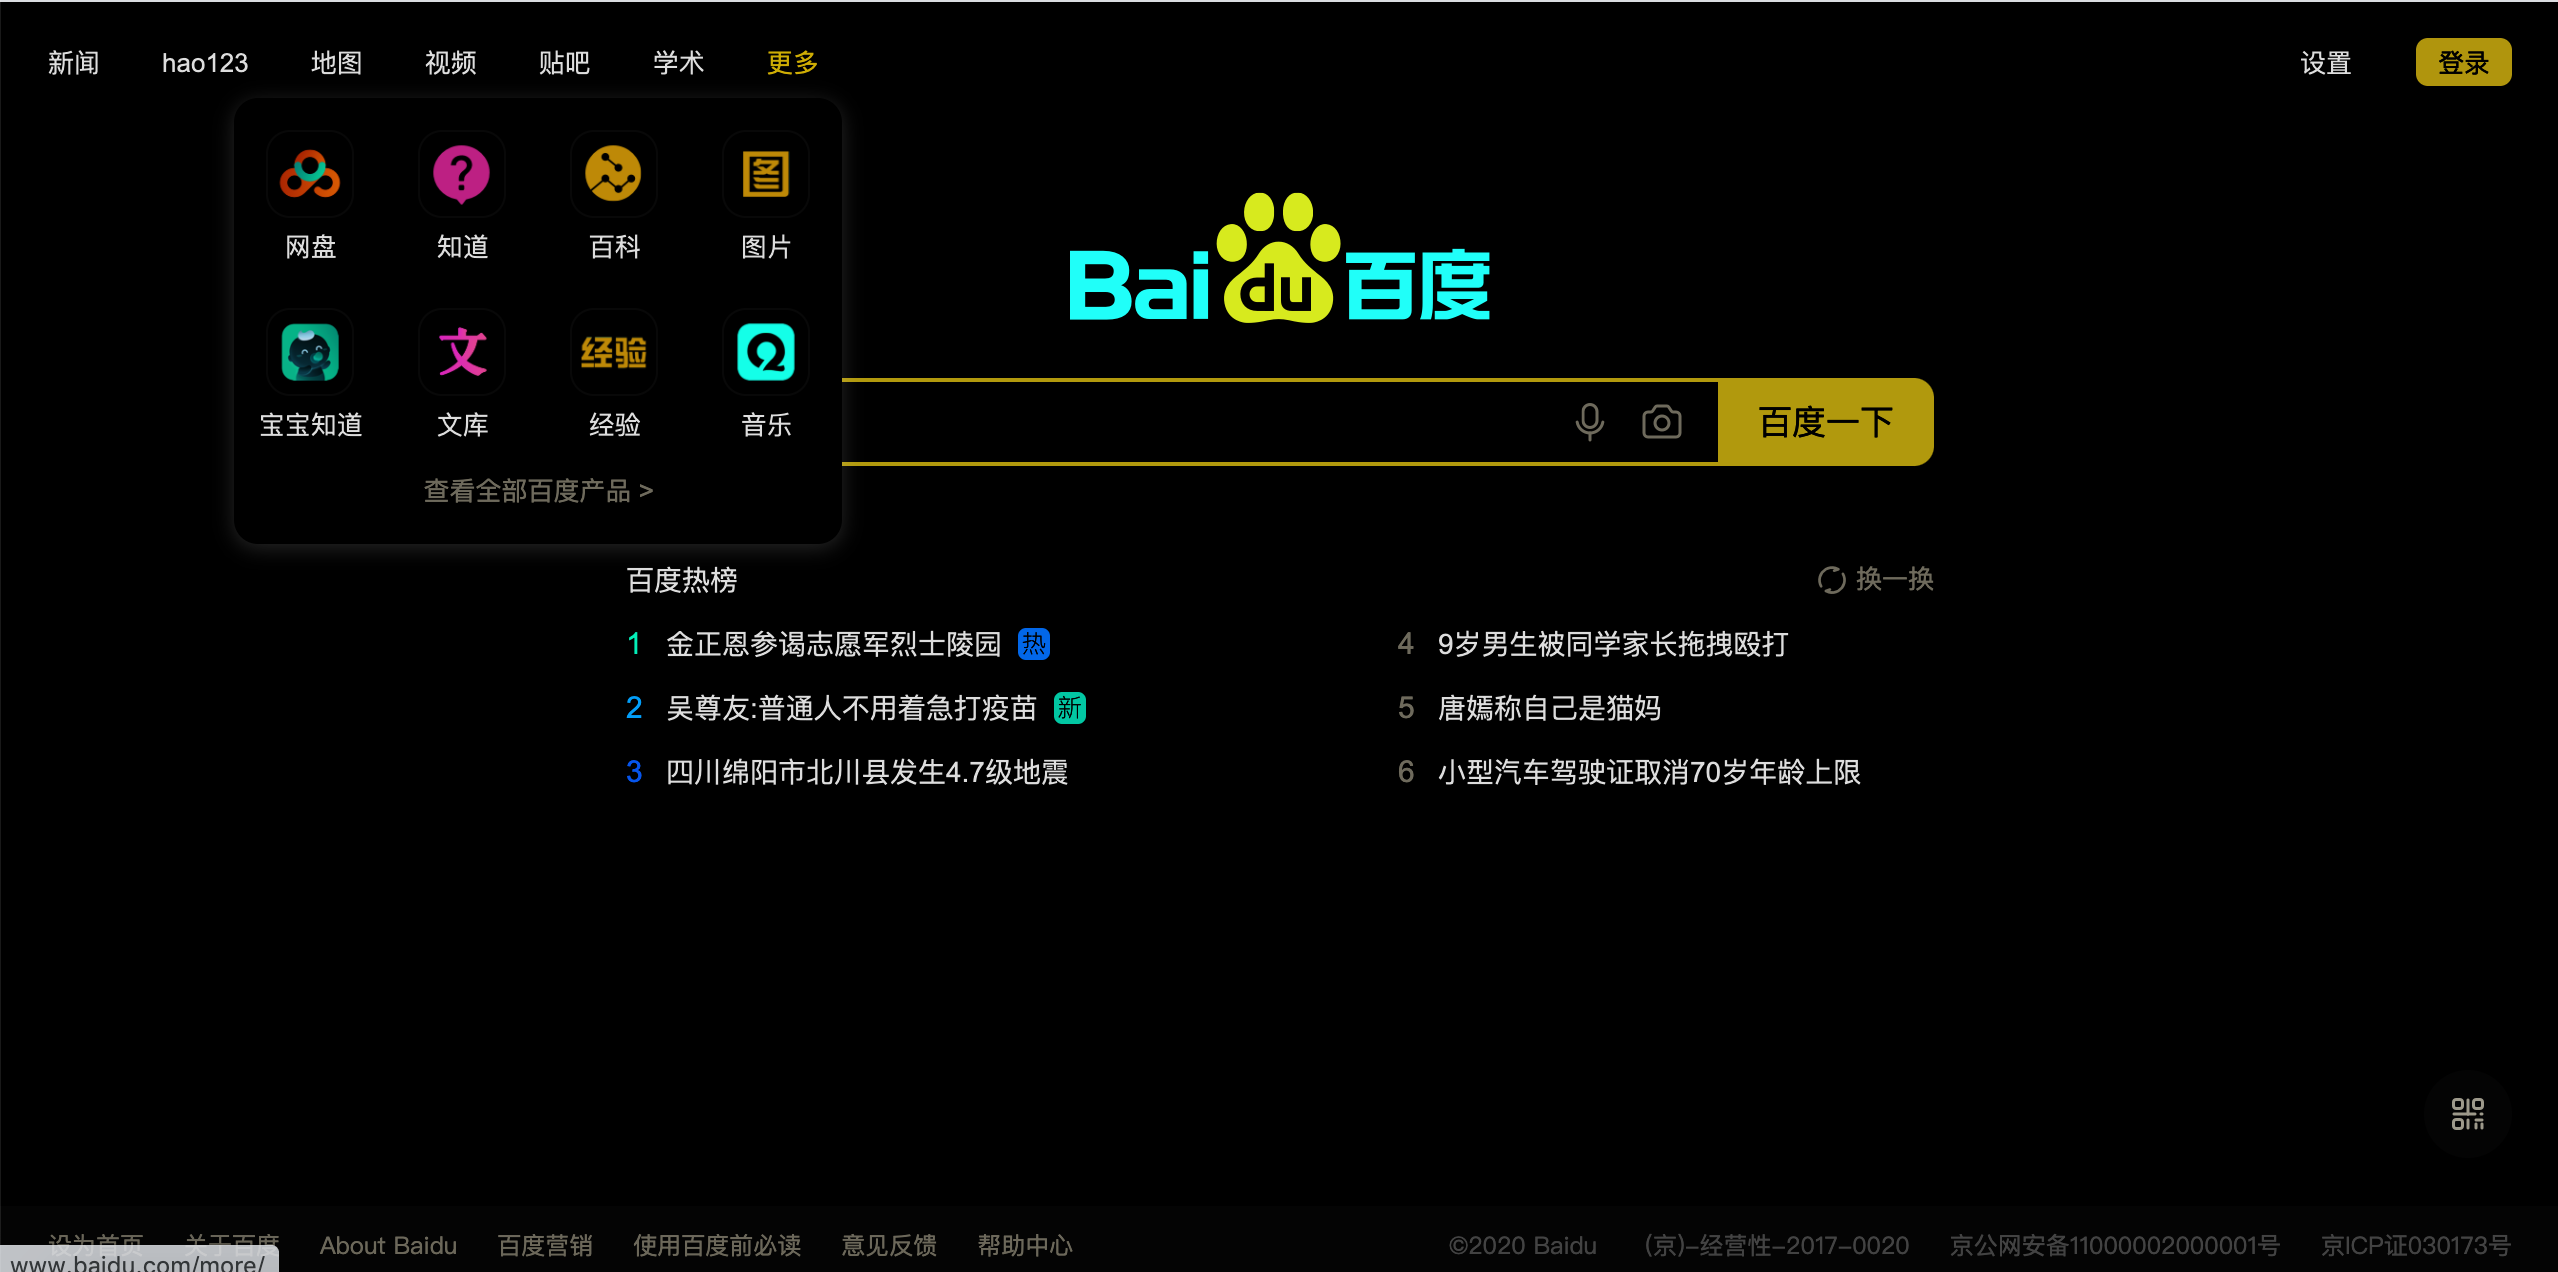 新闻 hao123 地图 视频 贴吧 学术 更多 设置 登录
网盘 知道 百科 图片
宝宝知道 文库 经验 音乐
查看全部百度产品 >
Baidu百度
百度一下
百度热榜 换一换
1 金正恩参谒志愿军烈士陵园 热
2 吴尊友:普通人不用着急打疫苗 新
3 四川绵阳市北川县发生4.7级地震
4 9岁男生被同学家长拖拽殴打
5 唐嫣称自己是猫妈
6 小型汽车驾驶证取消70岁年龄上限
设为首页 关于百度 About Baidu 百度营销 使用百度前必读 意见反馈 帮助中心 ©2020 Baidu (京)-经营性-2017-0020 京公网安备11000002000001号 京ICP证030173号
www.baidu.com/more/